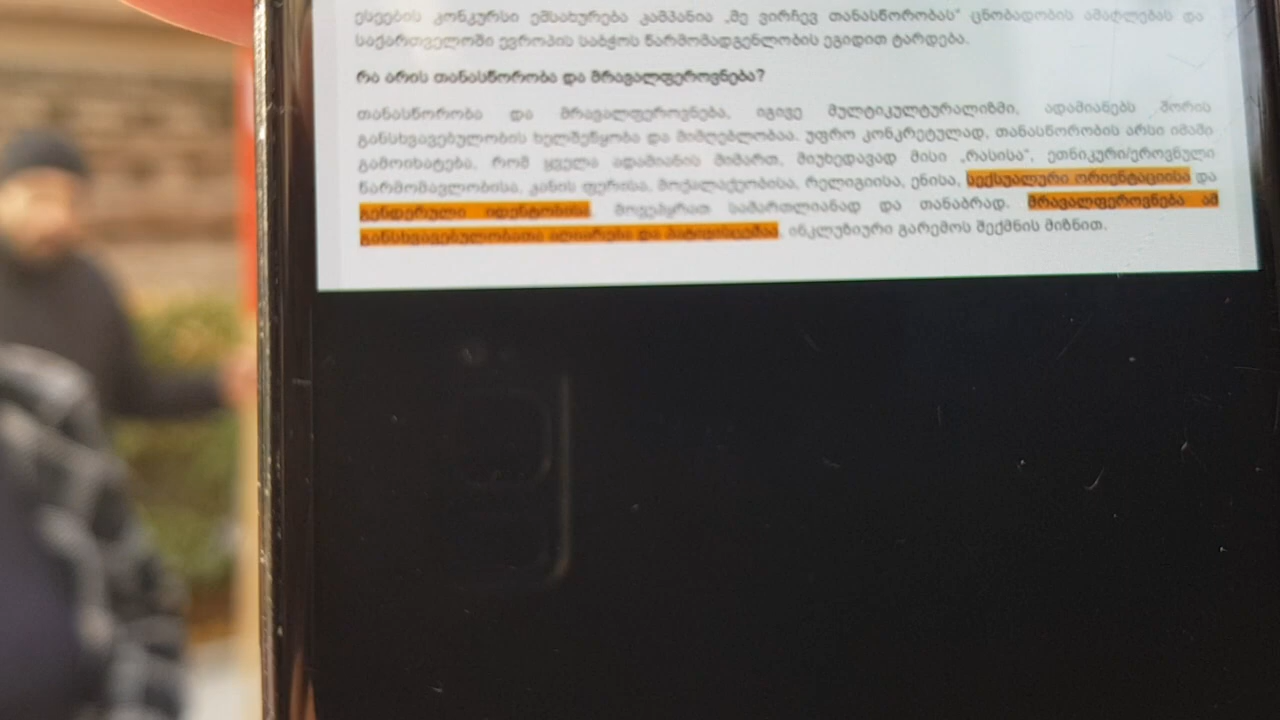 ესეების კონკურსი ემსახურება კამპანია „მე ვირჩევ თანასწორობას“ ცნობადობის ამაღლებას და
საქართველოში ევროპის საბჭოს წარმომადგენლობის ეგიდით ტარდება.
რა არის თანასწორობა და მრავალფეროვნება?
თანასწორობა და მრავალფეროვნება, იგივე მულტიკულტურალიზმი, ადამიანებს შორის
განსხვავებულობის ხელშეწყობა და მიმღებლობაა. უფრო კონკრეტულად, თანასწორობის არსი იმაში
გამოიხატება, რომ ყველა ადამიანის მიმართ, მიუხედავად მისი „რასისა“, ეთნიკური/ეროვნული
წარმომავლობისა, კანის ფერისა, მოქალაქეობისა, რელიგიისა, ენისა, სექსუალური ორიენტაციისა და
გენდერული იდენტობისა, მოვეპყრათ სამართლიანად და თანაბრად. მრავალფეროვნება ამ
განსხვავებულობათა აღიარება და პატივისცემაა, ინკლუზიური გარემოს შექმნის მიზნით.